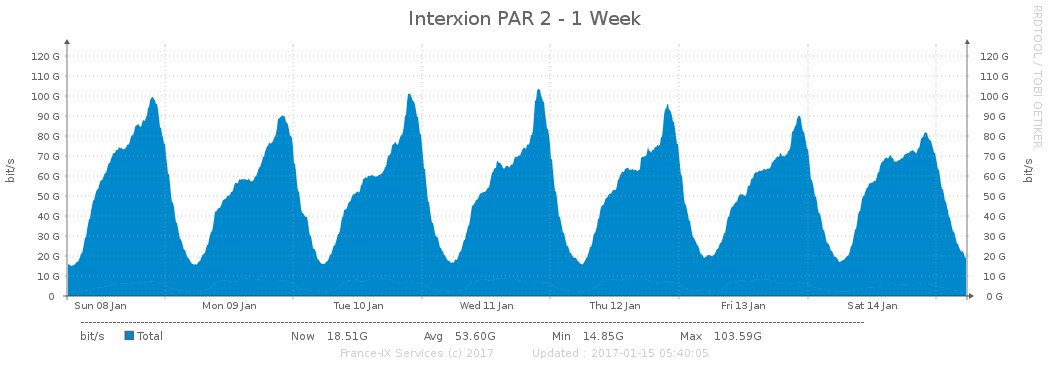 Interxion PAR 2 - 1 Week
RRDTOOL / TOBI OETIKER
bit/s
120 G
110 G
100 G
90 G
80 G
70 G
60 G
50 G
40 G
30 G
20 G
10 G
0
120 G
110 G
100 G
90 G
80 G
70 G
60 G
50 G
40 G
30 G
20 G
10 G
0 G
bit/s
Sun 08 Jan Mon 09 Jan Tue 10 Jan Wed 11 Jan Thu 12 Jan Fri 13 Jan Sat 14 Jan
bit/s Total Now 18.51G Avg 53.60G Min 14.85G Max 103.59G
France-IX Services (c) 2017 Updated : 2017-01-15 05:40:05